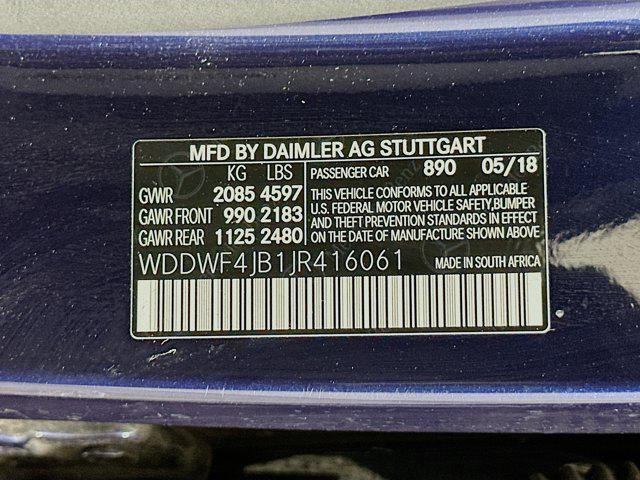 MFD BY DAIMLER AG STUTTGART
KG LBS
GVWR 2085 4597
GAWR FRONT 990 2183
GAWR REAR 1125 2480
PASSENGER CAR 890 05/18
THIS VEHICLE CONFORMS TO ALL APPLICABLE
U.S. FEDERAL MOTOR VEHICLE SAFETY,BUMPER
AND THEFT PREVENTION STANDARDS IN EFFECT
ON THE DATE OF MANUFACTURE SHOWN ABOVE
WDDWF4JB1JR416061 MADE IN SOUTH AFRICA